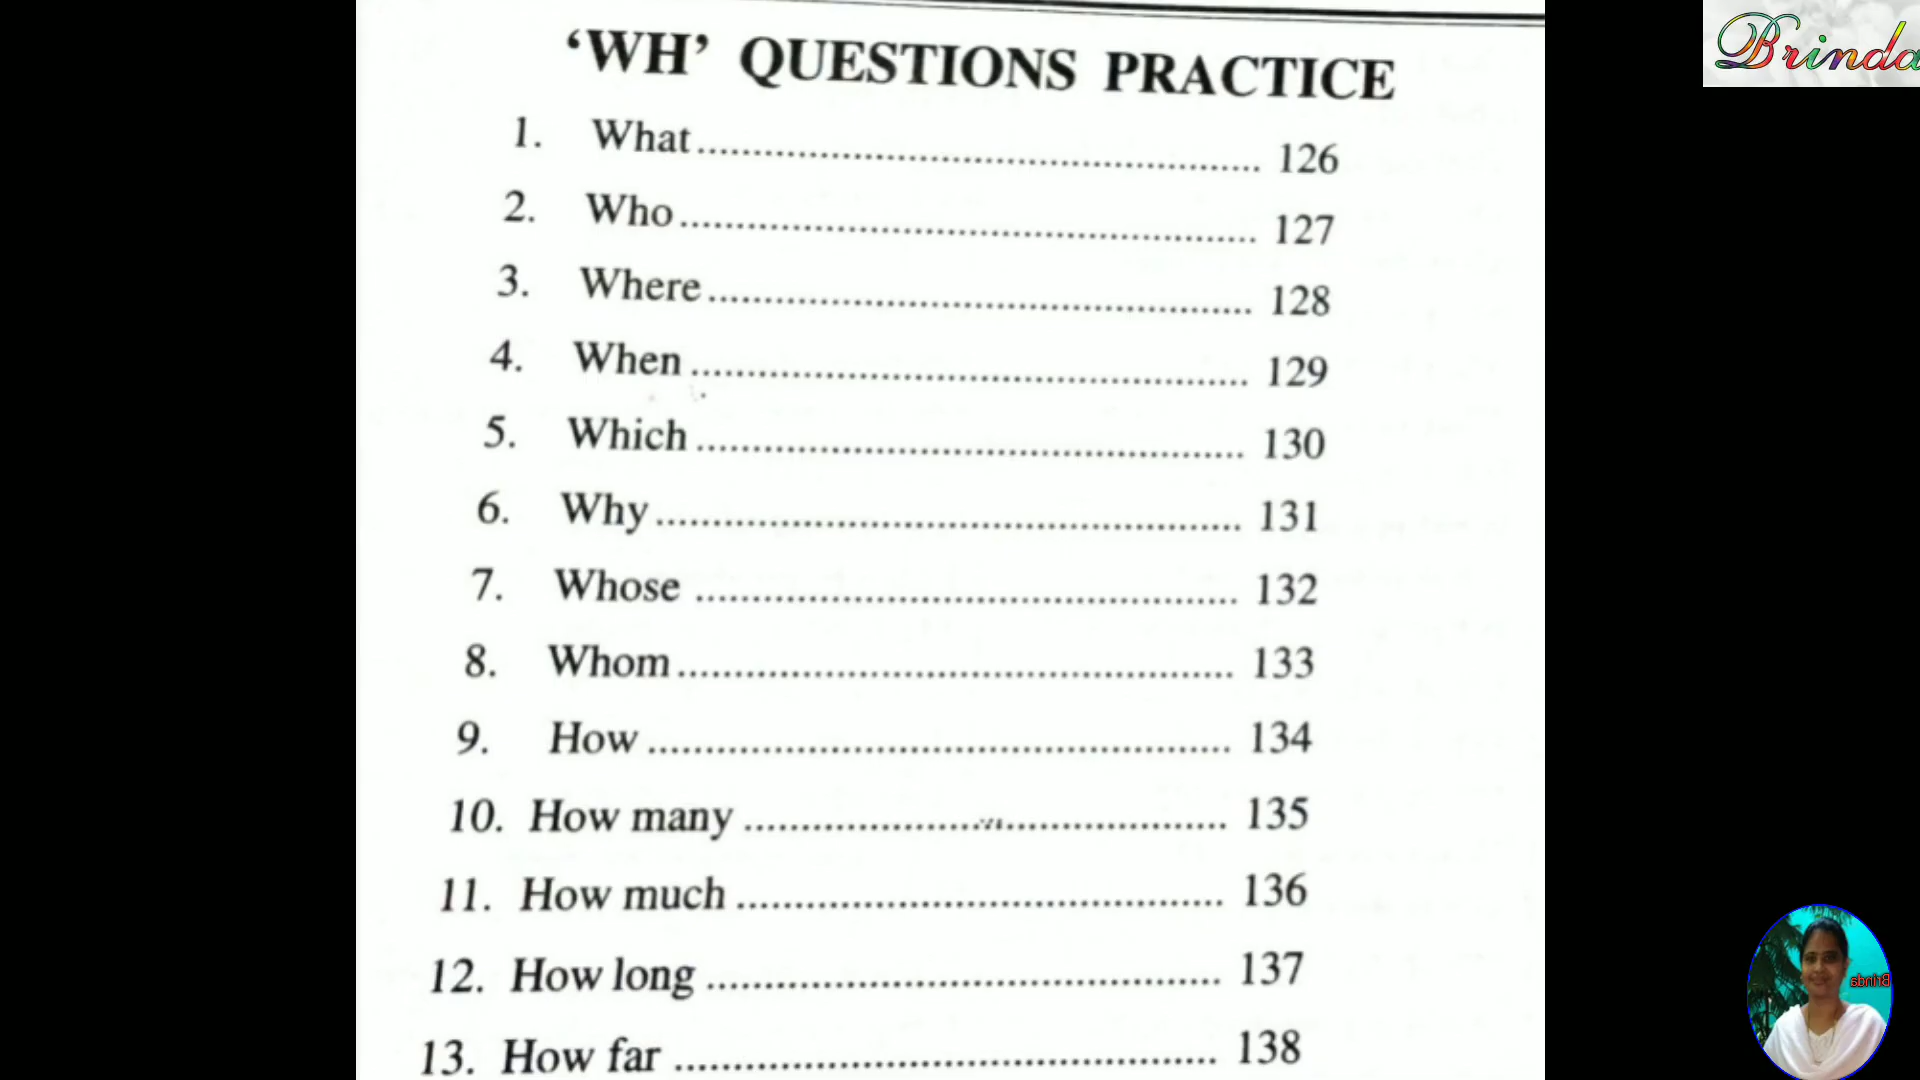 Brinda
‘WH’ QUESTIONS PRACTICE
1. What ........................................................ 126
2. Who ........................................................ 127
3. Where ........................................................ 128
4. When ........................................................ 129
5. Which ........................................................ 130
6. Why ........................................................ 131
7. Whose ........................................................ 132
8. Whom ........................................................ 133
9. How ........................................................ 134
10. How many ........................................................ 135
11. How much ........................................................ 136
12. How long ........................................................ 137
13. How far ........................................................ 138
Brinda